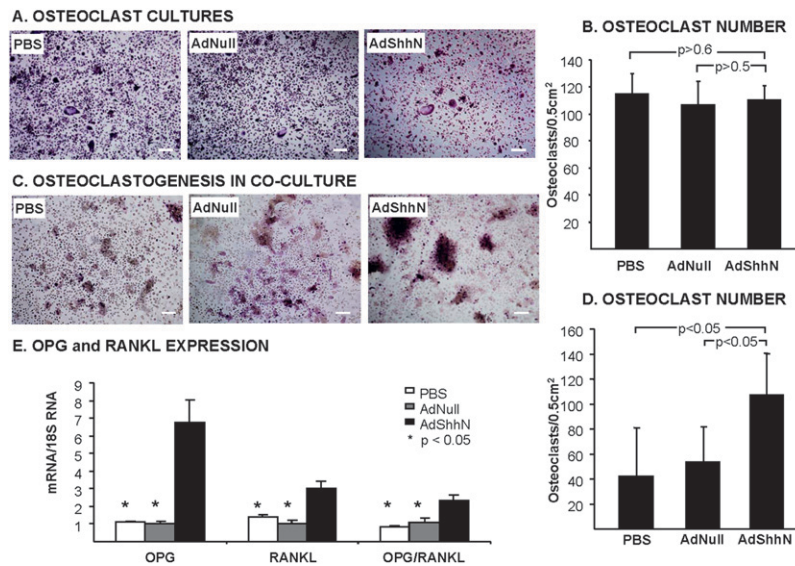 A. OSTEOCLAST CULTURES
PBS
AdNull
AdShhN
B. OSTEOCLAST NUMBER
p>0.6
p>0.5
140
120
100
80
60
40
20
Osteoclasts/0.5cm²
PBS AdNull AdShhN
C. OSTEOCLASTOGENESIS IN CO-CULTURE
PBS
AdNull
AdShhN
D. OSTEOCLAST NUMBER
p<0.05
p<0.05
160
140
120
100
80
60
40
20
Osteoclasts/0.5cm²
PBS AdNull AdShhN
E. OPG and RANKL EXPRESSION
9
8
7
6
5
4
3
2
1
mRNA/18S RNA
PBS
AdNull
AdShhN
* p < 0.05
* * * * * *
OPG RANKL OPG/RANKL